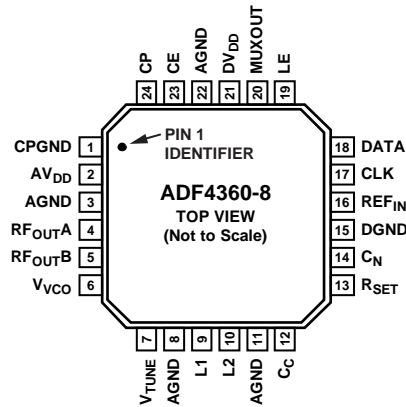 CP
CE
AGND
DVDD
MUXOUT
LE
24
23
22
21
20
19
PIN 1
IDENTIFIER
CPGND 1
AVDD 2
AGND 3
RFOUTA 4
RFOUTB 5
VVCO 6
ADF4360-8
TOP VIEW
(Not to Scale)
18 DATA
17 CLK
16 REFIN
15 DGND
14 CN
13 RSET
7
8
9
10
11
12
VTUNE
AGND
L1
L2
AGND
CC